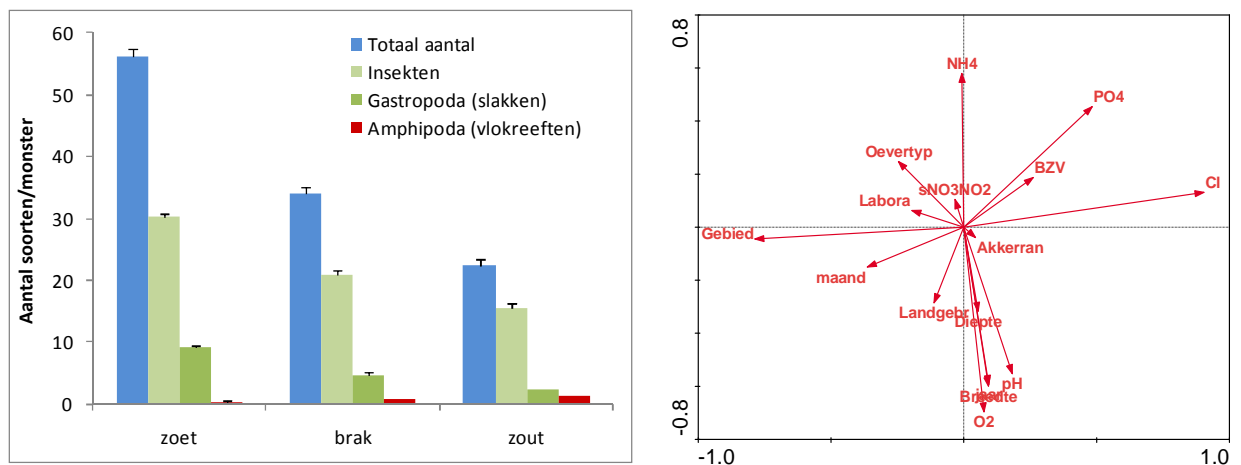 60
50
40
30
20
10
0
Aantal soorten/monster
Totaal aantal
Insekten
Gastropoda (slakken)
Amphipoda (vlokreeften)
zoet
brak
zout
0.8
-0.8
-1.0
1.0
NH4
PO4
Oevertyp
BZV
sNO3NO2
Cl
Labora
Gebied
Akkerran
maand
Landgebr
Diepte
pH
Breedte
O2